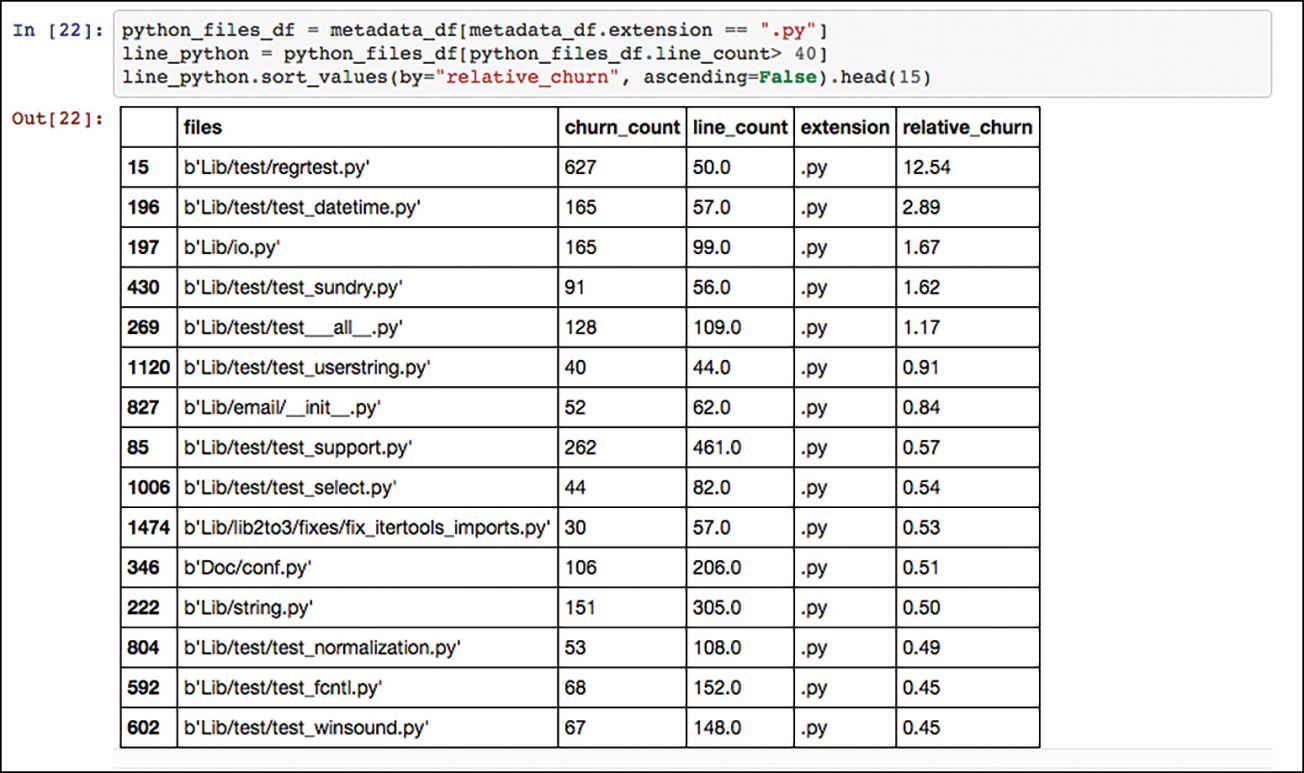 In [22]: python_files_df = metadata_df[metadata_df.extension == ".py"]
line_python = python_files_df[python_files_df.line_count> 40]
line_python.sort_values(by="relative_churn", ascending=False).head(15)
Out[22]:
files churn_count line_count extension relative_churn
15 b'Lib/test/regrtest.py' 627 50.0 .py 12.54
196 b'Lib/test/test_datetime.py' 165 57.0 .py 2.89
197 b'Lib/io.py' 165 99.0 .py 1.67
430 b'Lib/test/test_sundry.py' 91 56.0 .py 1.62
269 b'Lib/test/test___all__.py' 128 109.0 .py 1.17
1120 b'Lib/test/test_userstring.py' 40 44.0 .py 0.91
827 b'Lib/email/__init__.py' 52 62.0 .py 0.84
85 b'Lib/test/test_support.py' 262 461.0 .py 0.57
1006 b'Lib/test/test_select.py' 44 82.0 .py 0.54
1474 b'Lib/lib2to3/fixes/fix_itertools_imports.py' 30 57.0 .py 0.53
346 b'Doc/conf.py' 106 206.0 .py 0.51
222 b'Lib/string.py' 151 305.0 .py 0.50
804 b'Lib/test/test_normalization.py' 53 108.0 .py 0.49
592 b'Lib/test/test_fcntl.py' 68 152.0 .py 0.45
602 b'Lib/test/test_winsound.py' 67 148.0 .py 0.45